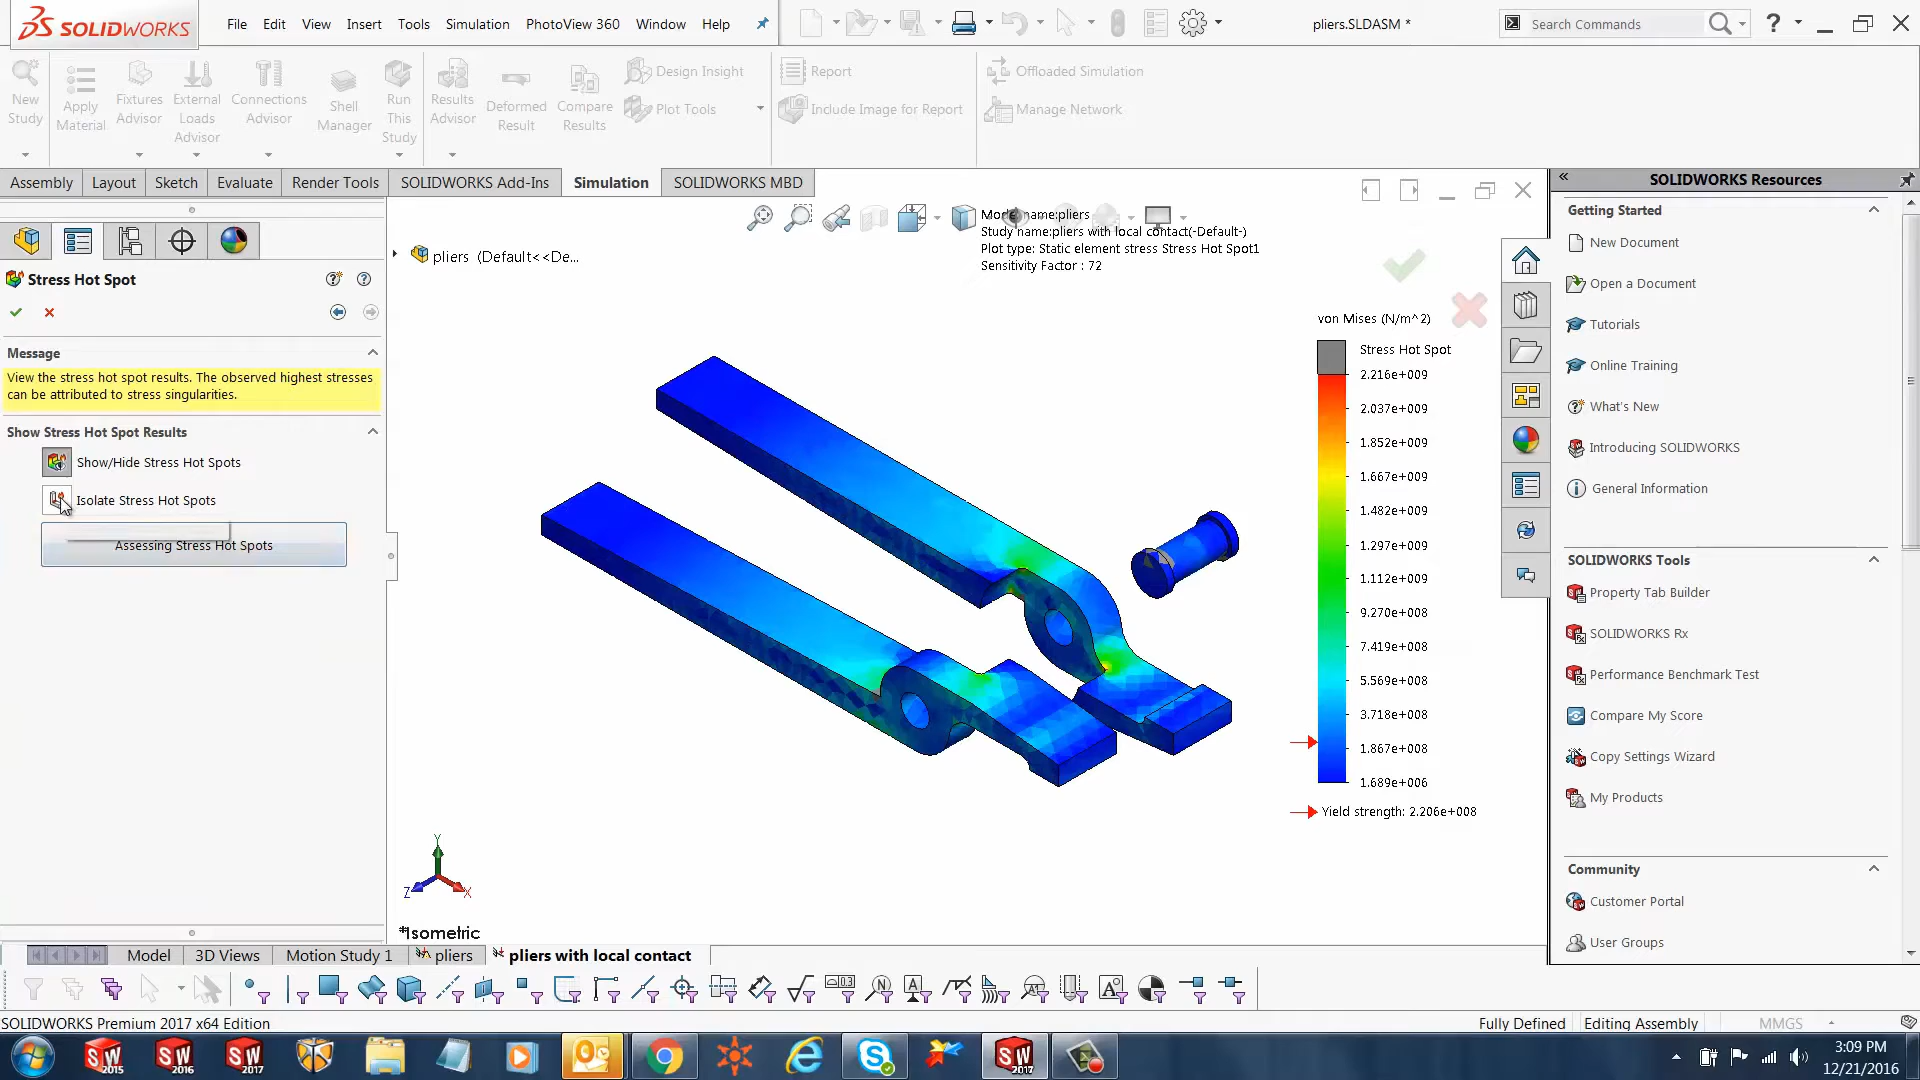 SOLIDWORKS
File Edit View Insert Tools Simulation PhotoView 360 Window Help
pliers.SLDASM *
Search Commands
New Study
Apply Material
Fixtures Advisor
External Loads Advisor
Connections Advisor
Shell Manager
Run This Study
Results Advisor
Deformed Result
Compare Results
Design Insight
Plot Tools
Report
Include Image for Report
Offloaded Simulation
Manage Network
Assembly Layout Sketch Evaluate Render Tools SOLIDWORKS Add-Ins Simulation SOLIDWORKS MBD
Stress Hot Spot
Message
View the stress hot spot results. The observed highest stresses
can be attributed to stress singularities.
Show Stress Hot Spot Results
Show/Hide Stress Hot Spots
Isolate Stress Hot Spots
Assessing Stress Hot Spots
pliers (Default<<De...
name:pliers
Study name:pliers with local contact(-Default-)
Plot type: Static element stress Stress Hot Spot1
Sensitivity Factor : 72
von Mises (N/m^2)
Stress Hot Spot
2.216e+009
2.037e+009
1.852e+009
1.667e+009
1.482e+009
1.297e+009
1.112e+009
9.270e+008
7.419e+008
5.569e+008
3.718e+008
1.867e+008
1.689e+006
Yield strength: 2.206e+008
Y
Z
X
*Isometric
SOLIDWORKS Resources
Getting Started
New Document
Open a Document
Tutorials
Online Training
What's New
Introducing SOLIDWORKS
General Information
SOLIDWORKS Tools
Property Tab Builder
SOLIDWORKS Rx
Performance Benchmark Test
Compare My Score
Copy Settings Wizard
My Products
Community
Customer Portal
User Groups
Model 3D Views Motion Study 1 pliers pliers with local contact
SOLIDWORKS Premium 2017 x64 Edition
Fully Defined Editing Assembly MMGS
SW 2015
SW 2016
SW 2017
SW 2017
3:09 PM
12/21/2016